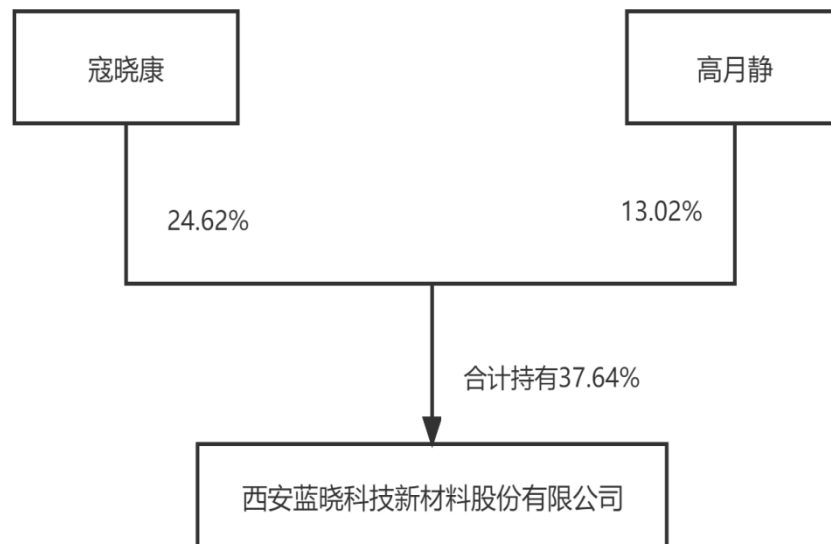 寇晓康
高月静
24.62%
13.02%
合计持有37.64%
西安蓝晓科技新材料股份有限公司